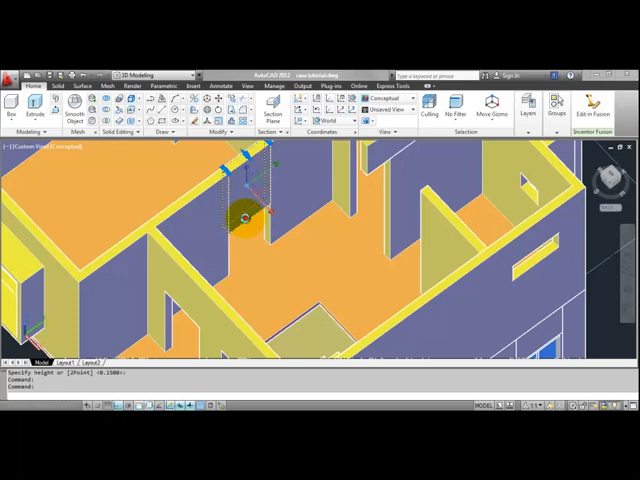 3D Modeling
AutoCAD 2012 casa tutorial.dwg
Type a keyword or phrase
Sign In
Home Solid Surface Mesh Render Parametric Insert Annotate View Manage Output Plug-ins Online Express Tools
Box Extrude Smooth Object Section Plane Conceptual Unsaved View World Culling No Filter Move Gizmo Layers Groups Edit in Fusion
Modeling Mesh Solid Editing Draw Modify Section Coordinates View Selection Inventor Fusion
[−][Custom View][Conceptual]
Model Layout1 Layout2
Specify height or [2Point] <0.1500>:
Command:
Command:
MODEL 1:1